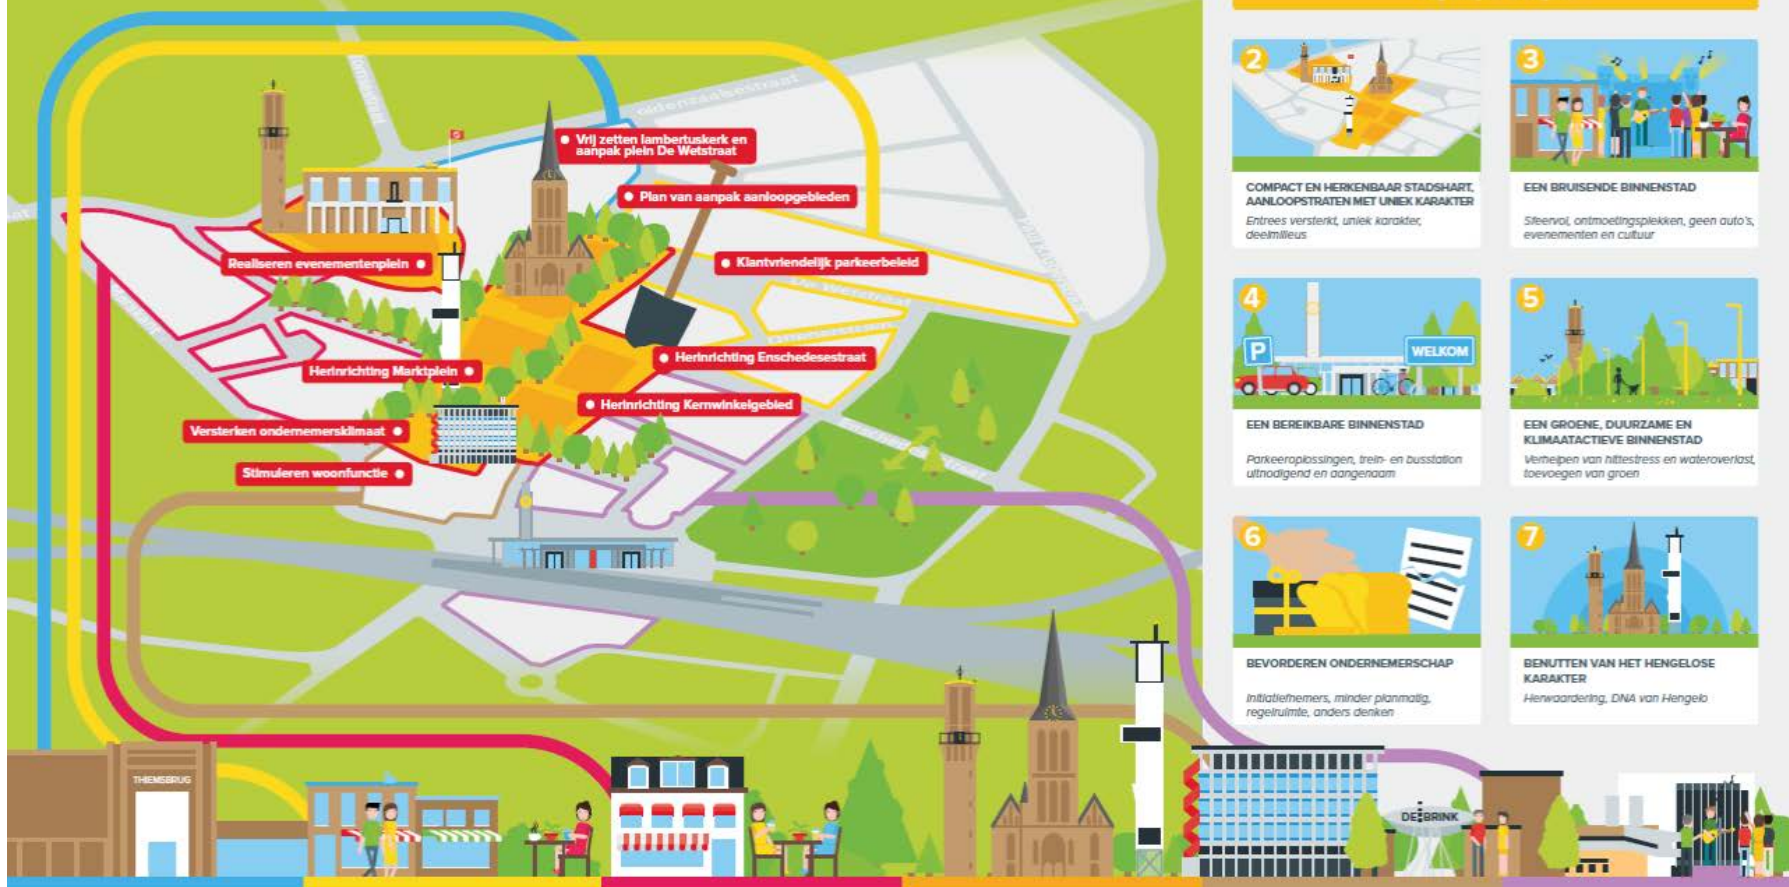 Oldenzaalsestraat
Vrij zetten lambertuskerk en
aanpak plein De Wetstraat
Plan van aanpak aanloopgebieden
Realiseren evenementenplein
Klantvriendelijk parkeerbeleid
De Wetstraat
Herinrichting Enschedesestraat
Herinrichting Marktplein
Herinrichting Kernwinkelgebied
Versterken ondernemersklimaat
Stimuleren woonfunctie
THIEMSBRUG
DE BRINK
2
COMPACT EN HERKENBAAR STADSHART,
AANLOOPSTRATEN MET UNIEK KARAKTER
Entrees versterkt, uniek karakter,
deelmilieus
3
EEN BRUISENDE BINNENSTAD
Sfeervol, ontmoetingsplekken, geen auto's,
evenementen en cultuur
4
P
WELKOM
EEN BEREIKBARE BINNENSTAD
Parkeeroplossingen, trein- en busstation
uitnodigend en aangenaam
5
EEN GROENE, DUURZAME EN
KLIMAATACTIEVE BINNENSTAD
Verhelpen van hittestress en wateroverlast,
toevoegen van groen
6
BEVORDEREN ONDERNEMERSCHAP
Initiatiefnemers, minder planmatig,
regelruimte, anders denken
7
BENUTTEN VAN HET HENGELOSE
KARAKTER
Herwaardering, DNA van Hengelo